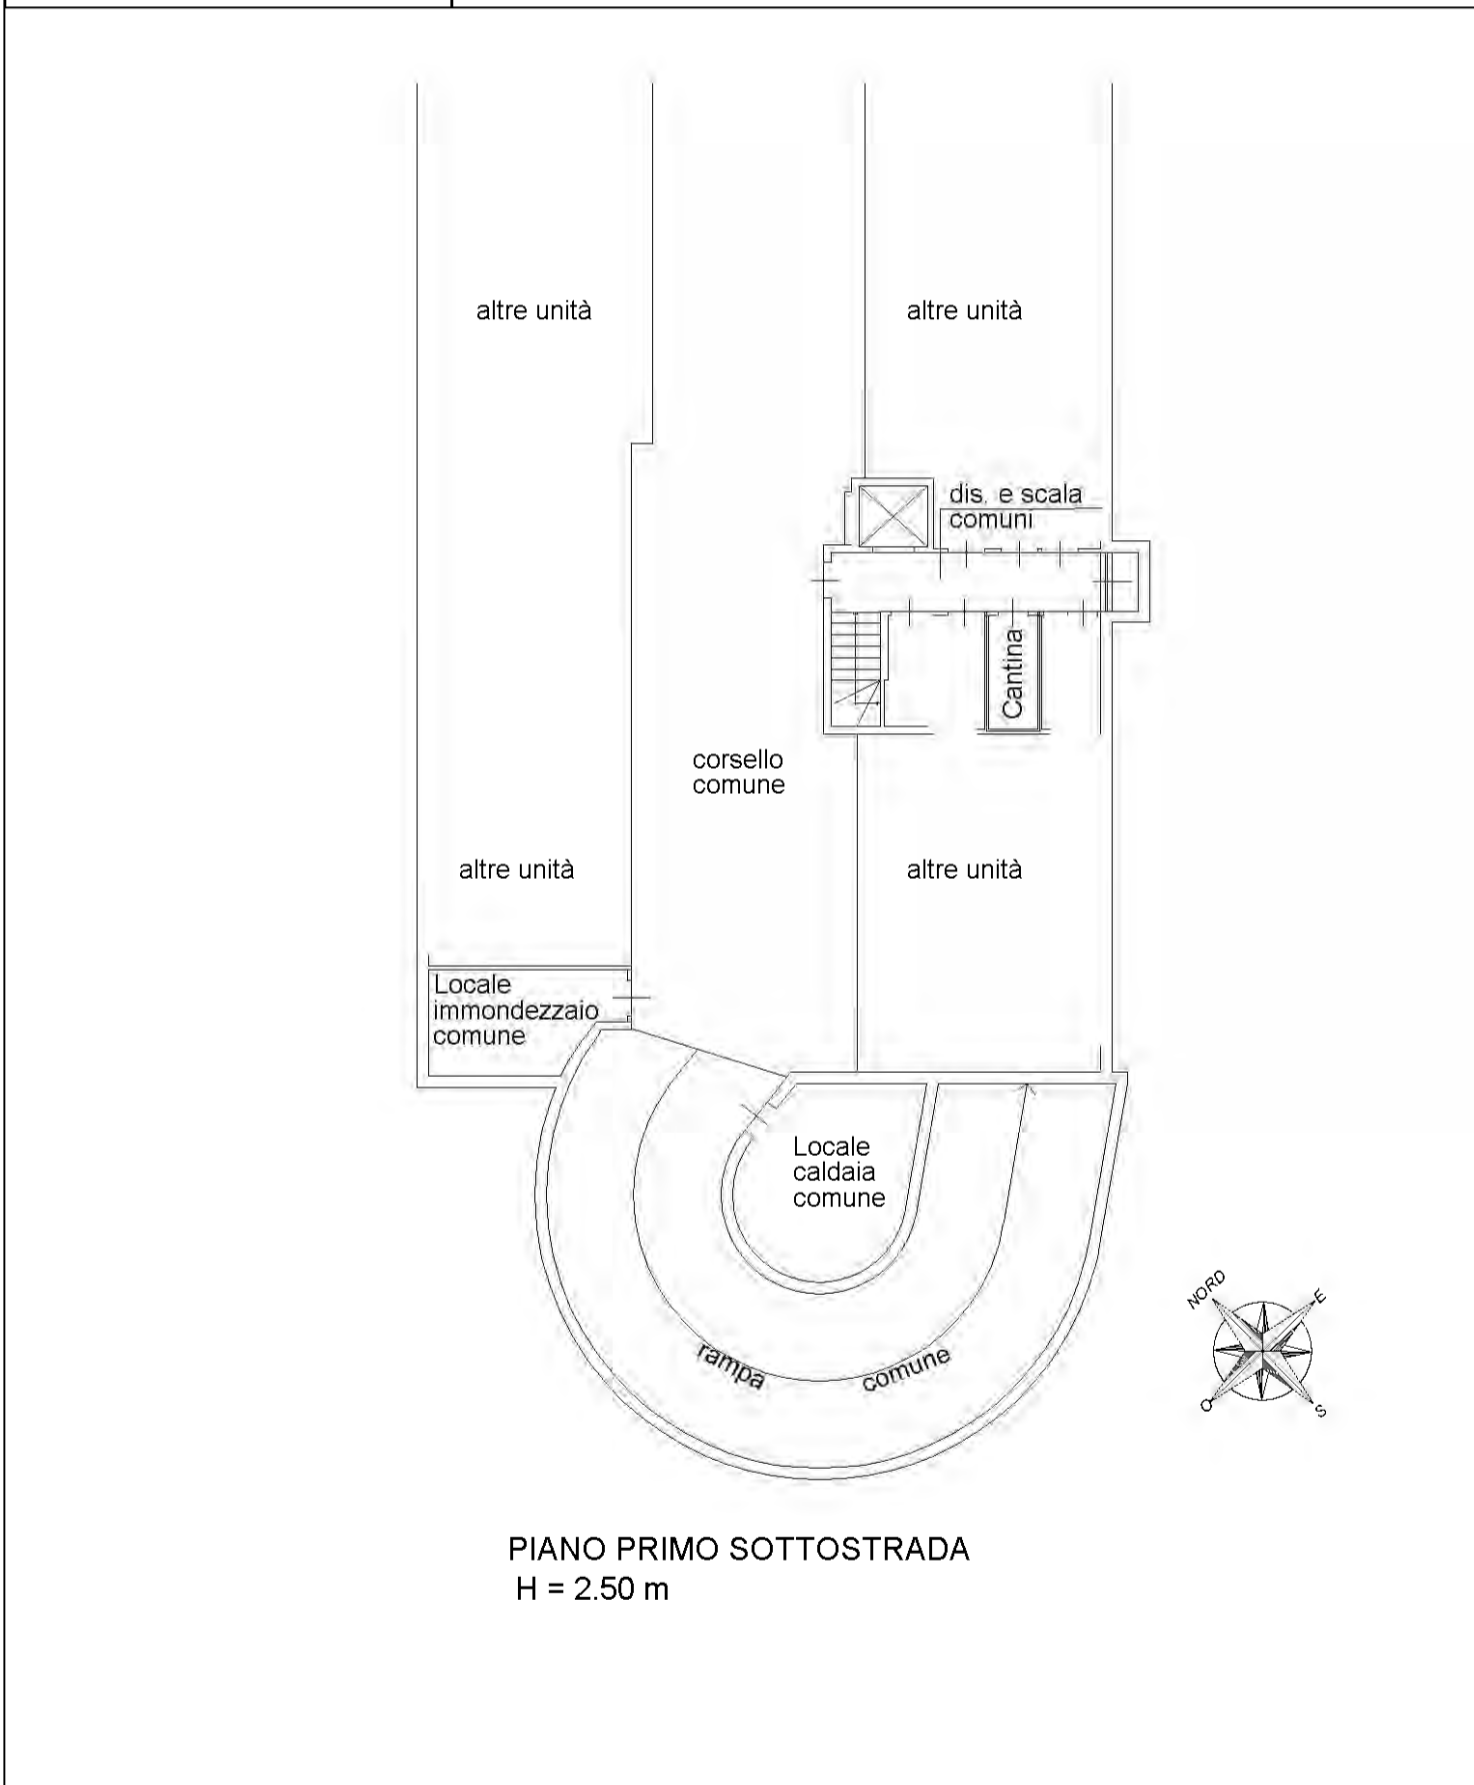 altre unità
altre unità
dis. e scala
comuni
Cantina
corsello
comune
altre unità
altre unità
Locale
immondezzaio
comune
Locale
caldaia
comune
rampa
comune
NORD
E
O
S
PIANO PRIMO SOTTOSTRADA
H = 2.50 m